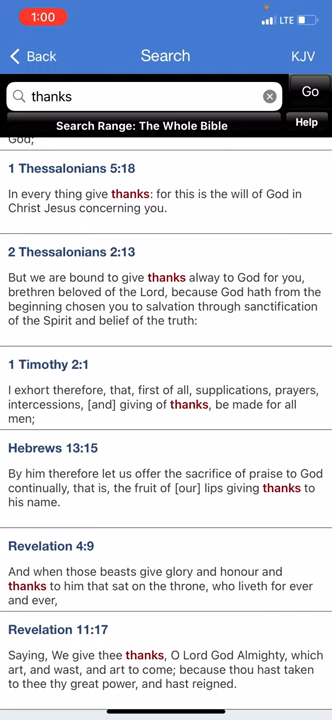 1:00
LTE
Back
Search
KJV
thanks
Go
Search Range: The Whole Bible
Help
God;
1 Thessalonians 5:18
In every thing give thanks: for this is the will of God in
Christ Jesus concerning you.
2 Thessalonians 2:13
But we are bound to give thanks alway to God for you,
brethren beloved of the Lord, because God hath from the
beginning chosen you to salvation through sanctification
of the Spirit and belief of the truth:
1 Timothy 2:1
I exhort therefore, that, first of all, supplications, prayers,
intercessions, [and] giving of thanks, be made for all
men;
Hebrews 13:15
By him therefore let us offer the sacrifice of praise to God
continually, that is, the fruit of [our] lips giving thanks to
his name.
Revelation 4:9
And when those beasts give glory and honour and
thanks to him that sat on the throne, who liveth for ever
and ever,
Revelation 11:17
Saying, We give thee thanks, O Lord God Almighty, which
art, and wast, and art to come; because thou hast taken
to thee thy great power, and hast reigned.